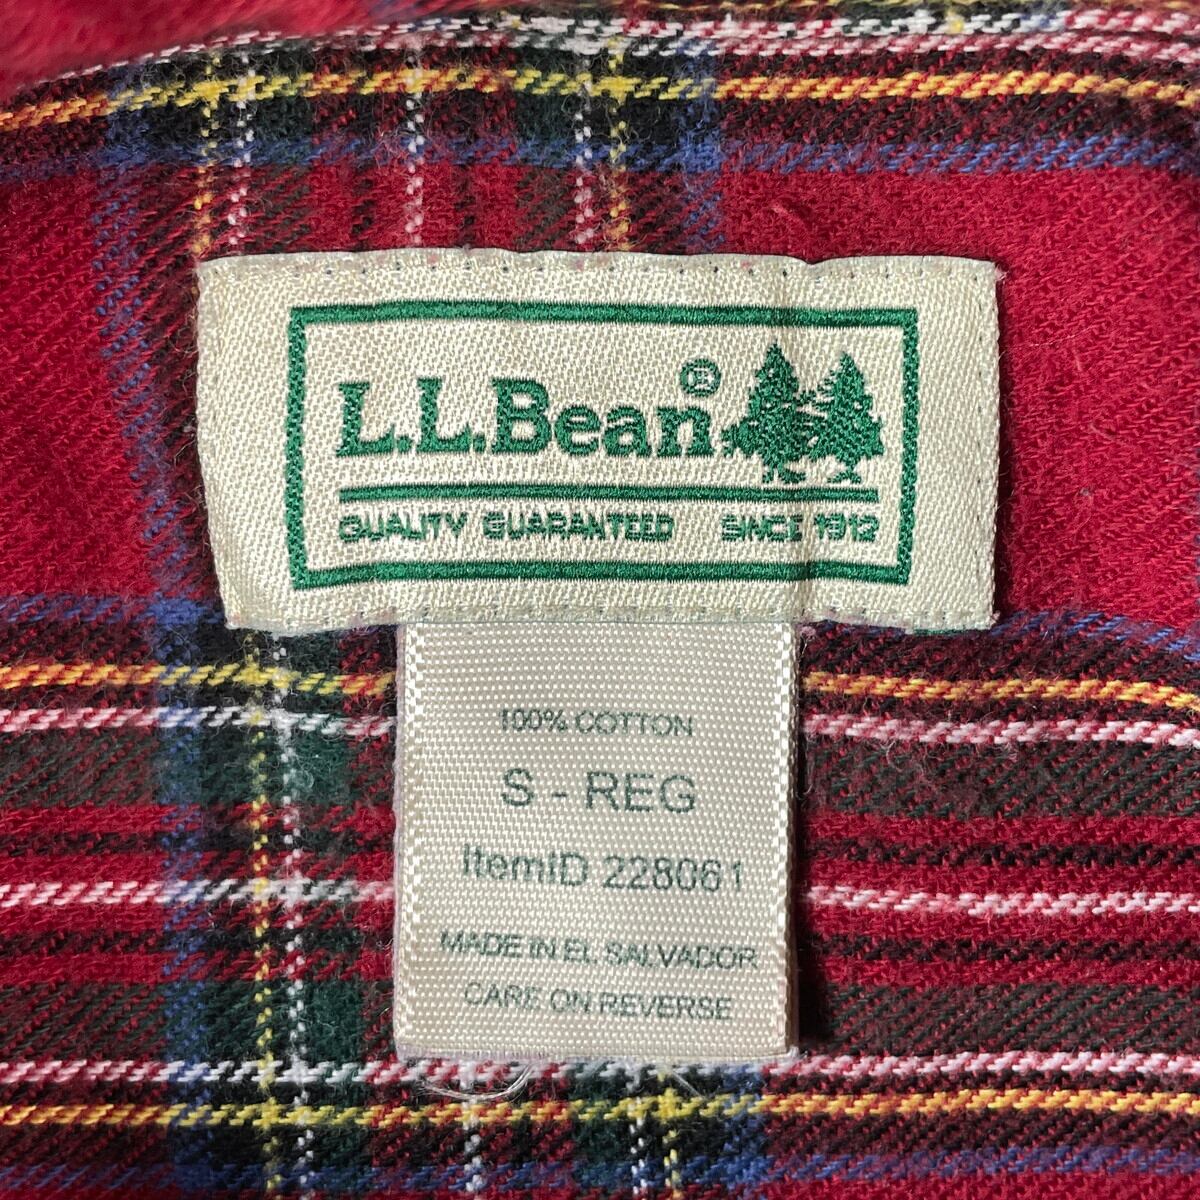 L.L.Bean®
QUALITY GUARANTEED SINCE 1912
100% COTTON
S - REG
ItemID 228061
MADE IN EL SALVADOR
CARE ON REVERSE